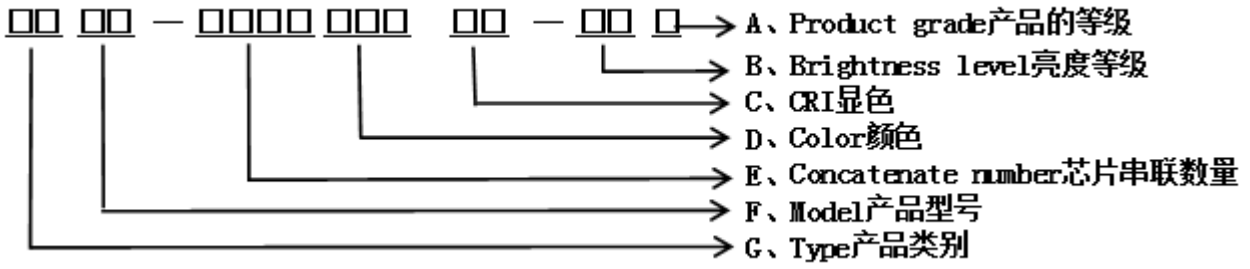 □□ □□ - □□□□ □□□ □□ - □□ □ A、Product grade产品的等级
B、Brightness level亮度等级
C、CRI显色
D、Color颜色
E、Concatenate number芯片串联数量
F、Model产品型号
G、Type产品类别